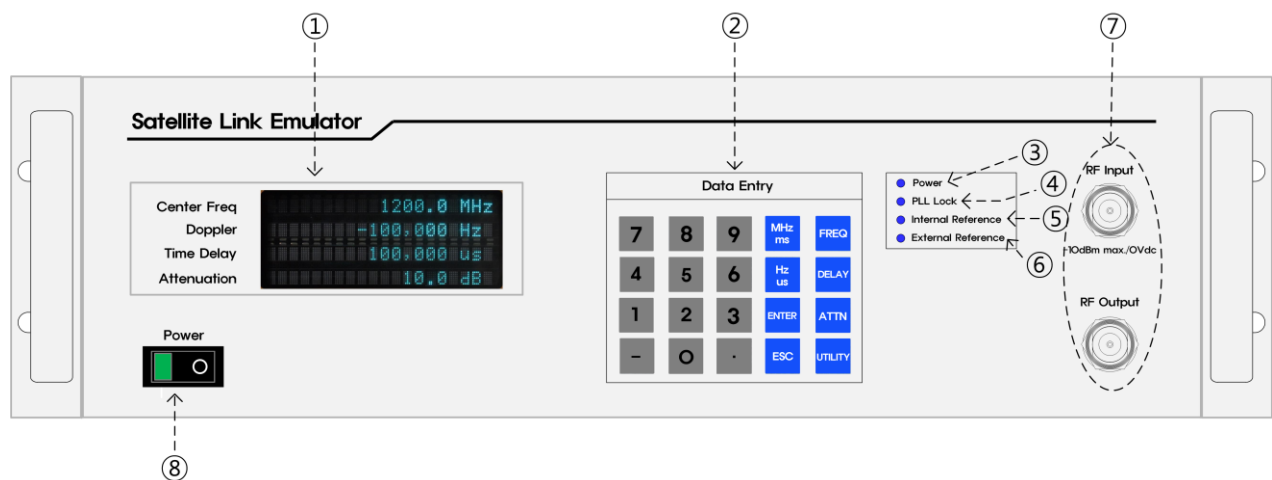 ① ② ⑦
Satellite Link Emulator
Center Freq 1200.0 MHz
Doppler -100,000 Hz
Time Delay 100,000 us
Attenuation 10.0 dB
Power
⑧
Data Entry
7 8 9 MHz ms FREQ
4 5 6 Hz us DELAY
1 2 3 ENTER ATTN
- 0 . ESC UTILITY
Power ③
PLL Lock ④
Internal Reference ⑤
External Reference ⑥
RF Input
-10dBm max./0Vdc
RF Output